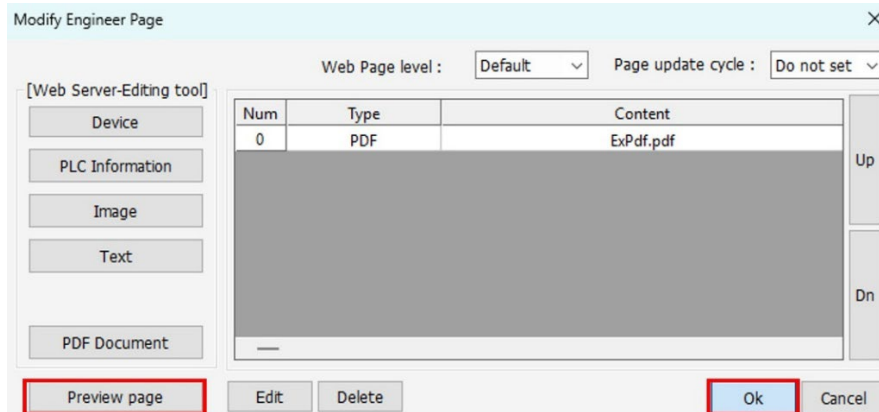 Modify Engineer Page
Web Page level : Default Page update cycle : Do not set
[Web Server-Editing tool]
Device
PLC Information
Image
Text
PDF Document
Preview page
Num Type Content
0 PDF ExPdf.pdf
Up
Dn
Edit Delete Ok Cancel